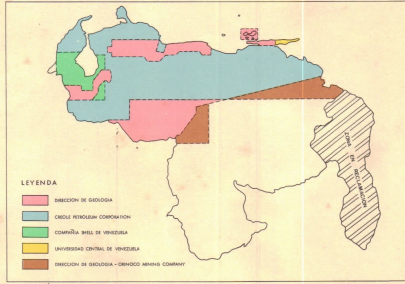 ZONA EN RECLAMACION
LEYENDA
DIRECCION DE GEOLOGIA
CREOLE PETROLEUM CORPORATION
COMPAÑIA SHELL DE VENEZUELA
UNIVERSIDAD CENTRAL DE VENEZUELA
DIRECCION DE GEOLOGIA - ORINOCO MINING COMPANY